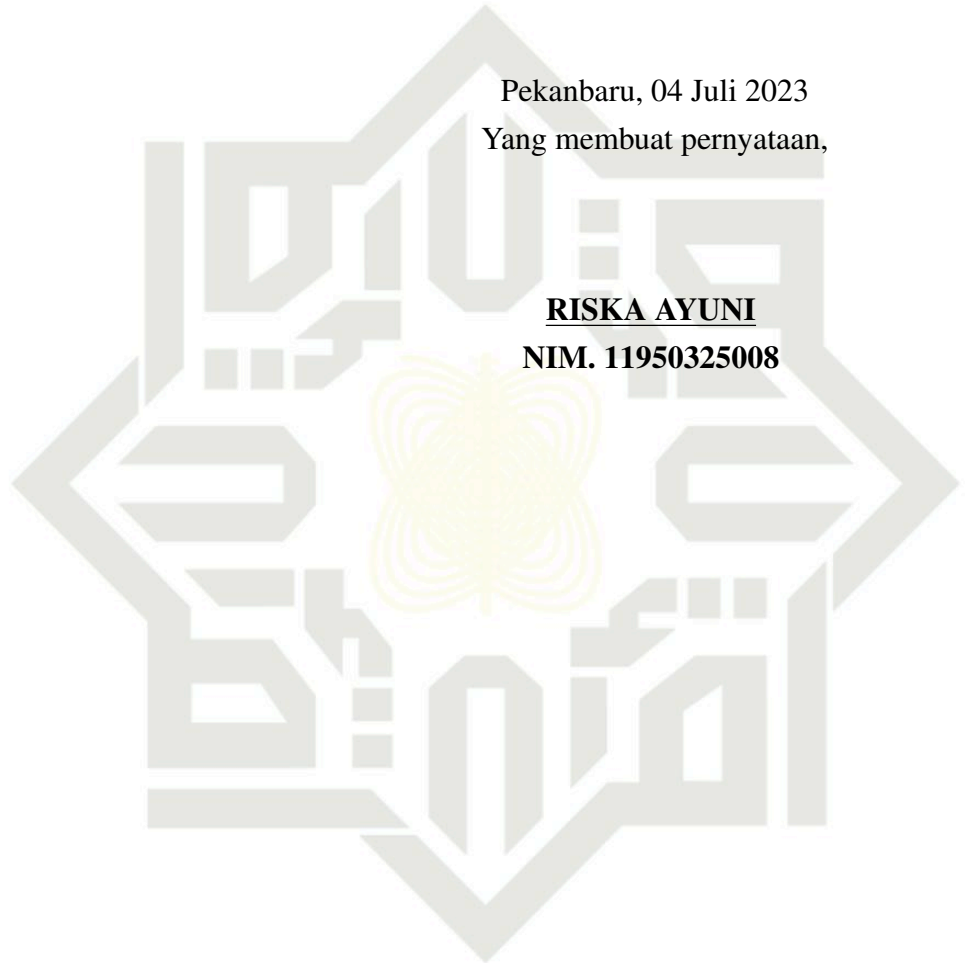 Pekanbaru, 04 Juli 2023
Yang membuat pernyataan,
RISKA AYUNI
NIM. 11950325008